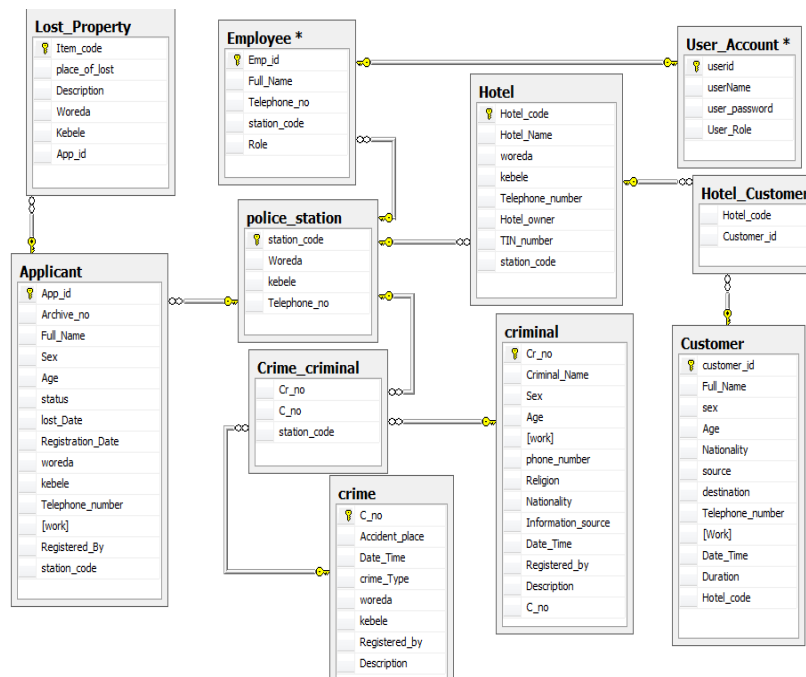 Lost_Property
Item_code
place_of_lost
Description
Woreda
Kebele
App_id
Employee *
Emp_id
Full_Name
Telephone_no
station_code
Role
User_Account *
userid
userName
user_password
User_Role
Hotel
Hotel_code
Hotel_Name
woreda
kebele
Telephone_number
Hotel_owner
TIN_number
station_code
Hotel_Customer
Hotel_code
Customer_id
police_station
station_code
Woreda
kebele
Telephone_no
Applicant
App_id
Archive_no
Full_Name
Sex
Age
status
lost_Date
Registration_Date
woreda
kebele
Telephone_number
[work]
Registered_By
station_code
Crime_criminal
Cr_no
C_no
station_code
criminal
Cr_no
Criminal_Name
Sex
Age
[work]
phone_number
Religion
Nationality
Information_source
Date_Time
Registered_by
Description
C_no
Customer
customer_id
Full_Name
sex
Age
Nationality
source
destination
Telephone_number
[Work]
Date_Time
Duration
Hotel_code
crime
C_no
Accident_place
Date_Time
crime_Type
woreda
kebele
Registered_by
Description